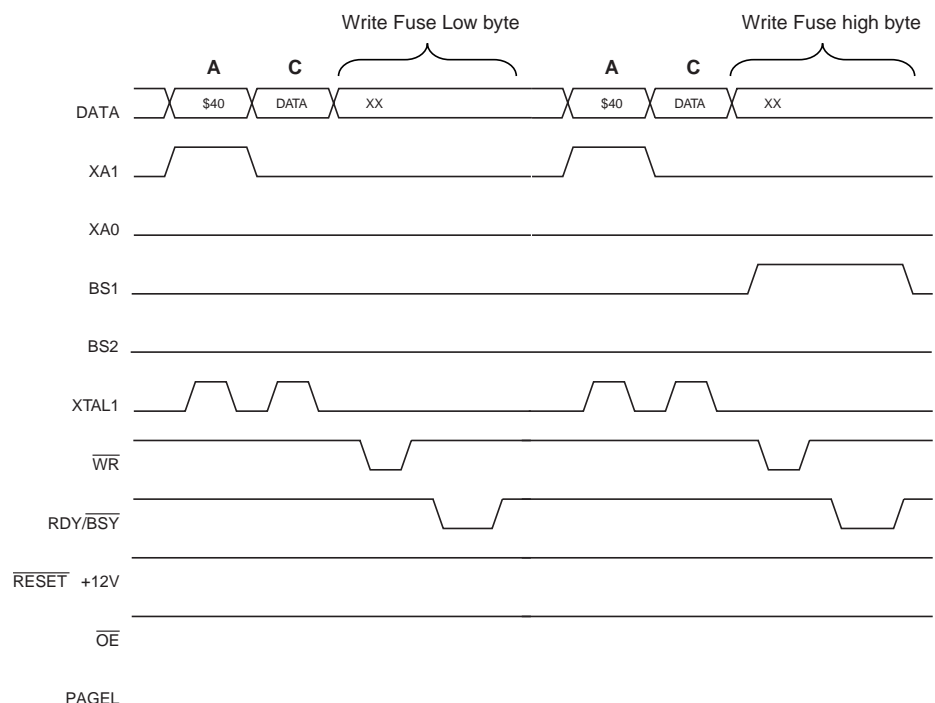 Write Fuse Low byte Write Fuse high byte
A C A C
DATA $40 DATA XX $40 DATA XX
XA1
XA0
BS1
BS2
XTAL1
WR
RDY/BSY
RESET +12V
OE
PAGEL